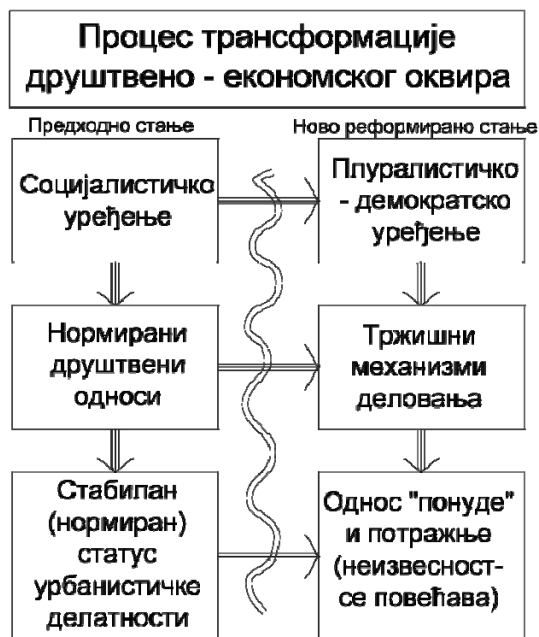 Процес трансформације
друштвено - економског оквира
Предходно стање
Ново реформирано стање
Социјалистичко
уређење
Плуралистичко
- демократско
уређење
Нормирани
друштвени
односи
Тржишни
механизми
деловања
Стабилан
(нормиран)
статус
урбанистичке
делатности
Однос "понуде"
и потражње
(неизвесност-
се повећава)